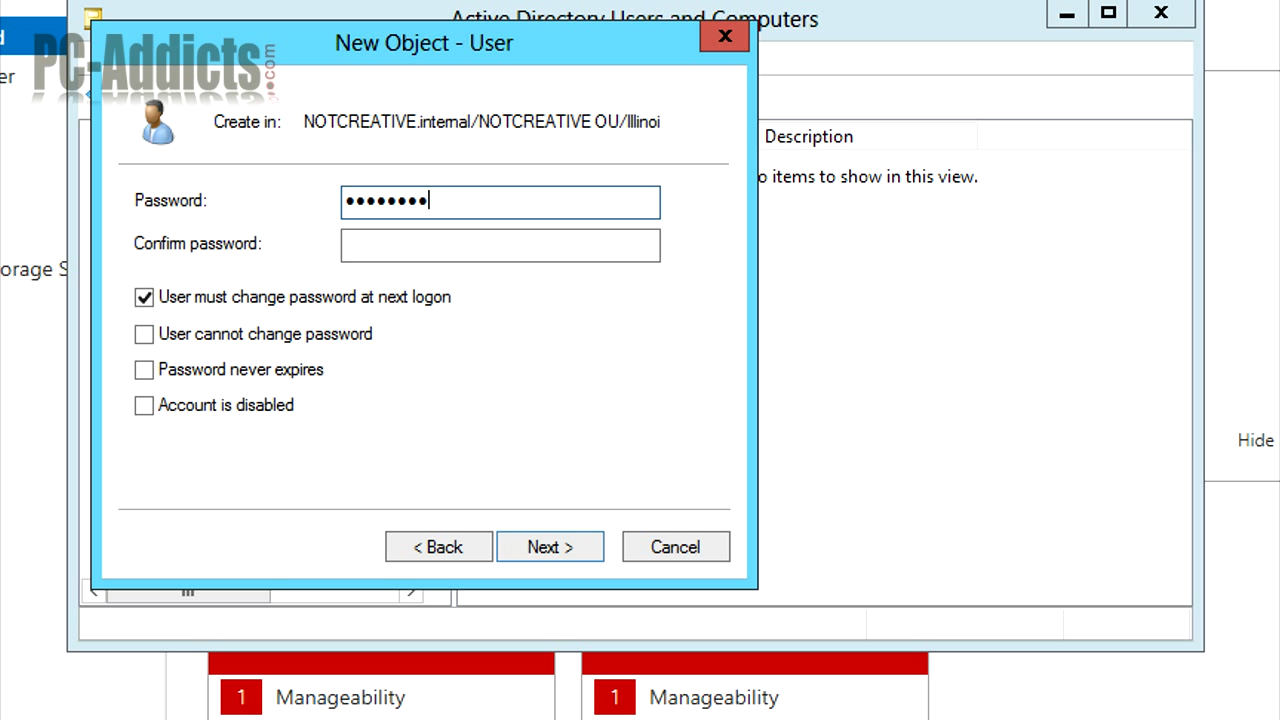 Active Directory Users and Computers
New Object - User
PC-Addicts.com
er
Create in: NOTCREATIVE.internal/NOTCREATIVE OU/Illinoi
Description
o items to show in this view.
Password: ••••••••
Confirm password:
orage S
User must change password at next logon
User cannot change password
Password never expires
Account is disabled
Hide
< Back Next > Cancel
1 Manageability 1 Manageability